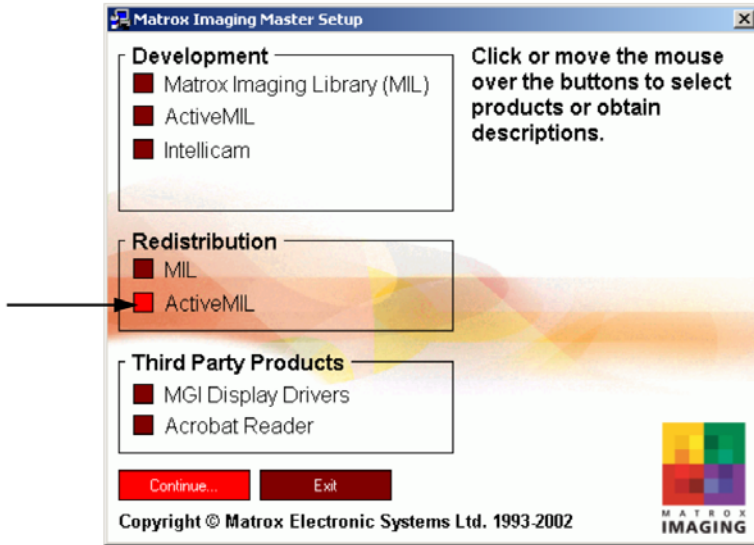 Matrox Imaging Master Setup
Development
Matrox Imaging Library (MIL)
ActiveMIL
Intellicam
Click or move the mouse
over the buttons to select
products or obtain
descriptions.
Redistribution
MIL
ActiveMIL
Third Party Products
MGI Display Drivers
Acrobat Reader
Continue...
Exit
Copyright © Matrox Electronic Systems Ltd. 1993-2002
MATROX
IMAGING